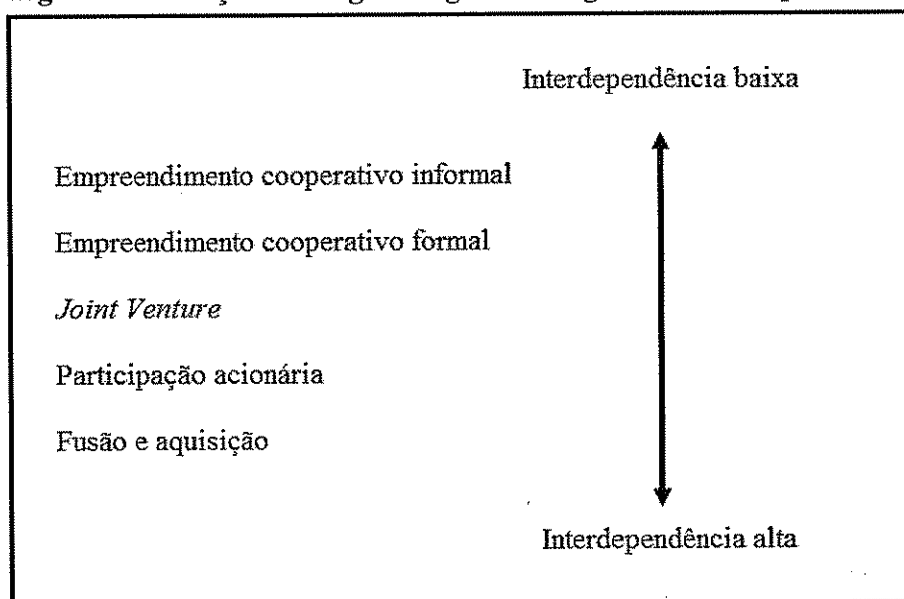 Interdependência baixa
Empreendimento cooperativo informal
Empreendimento cooperativo formal
Joint Venture
Participação acionária
Fusão e aquisição
Interdependência alta